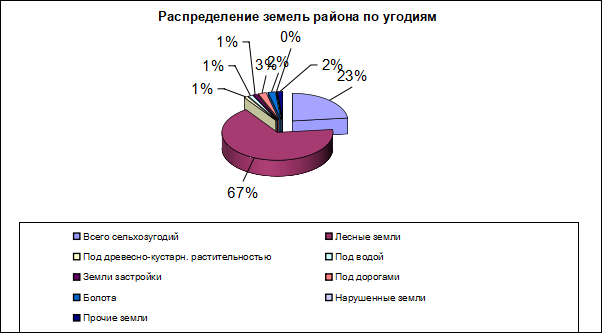 Распределение земель района по угодиям
0%
1%
3%
2%
2%
1%
23%
1%
67%
Всего сельхозугодий
Лесные земли
Под древесно-кустарн. растительностью
Под водой
Земли застройки
Под дорогами
Болота
Нарушенные земли
Прочие земли